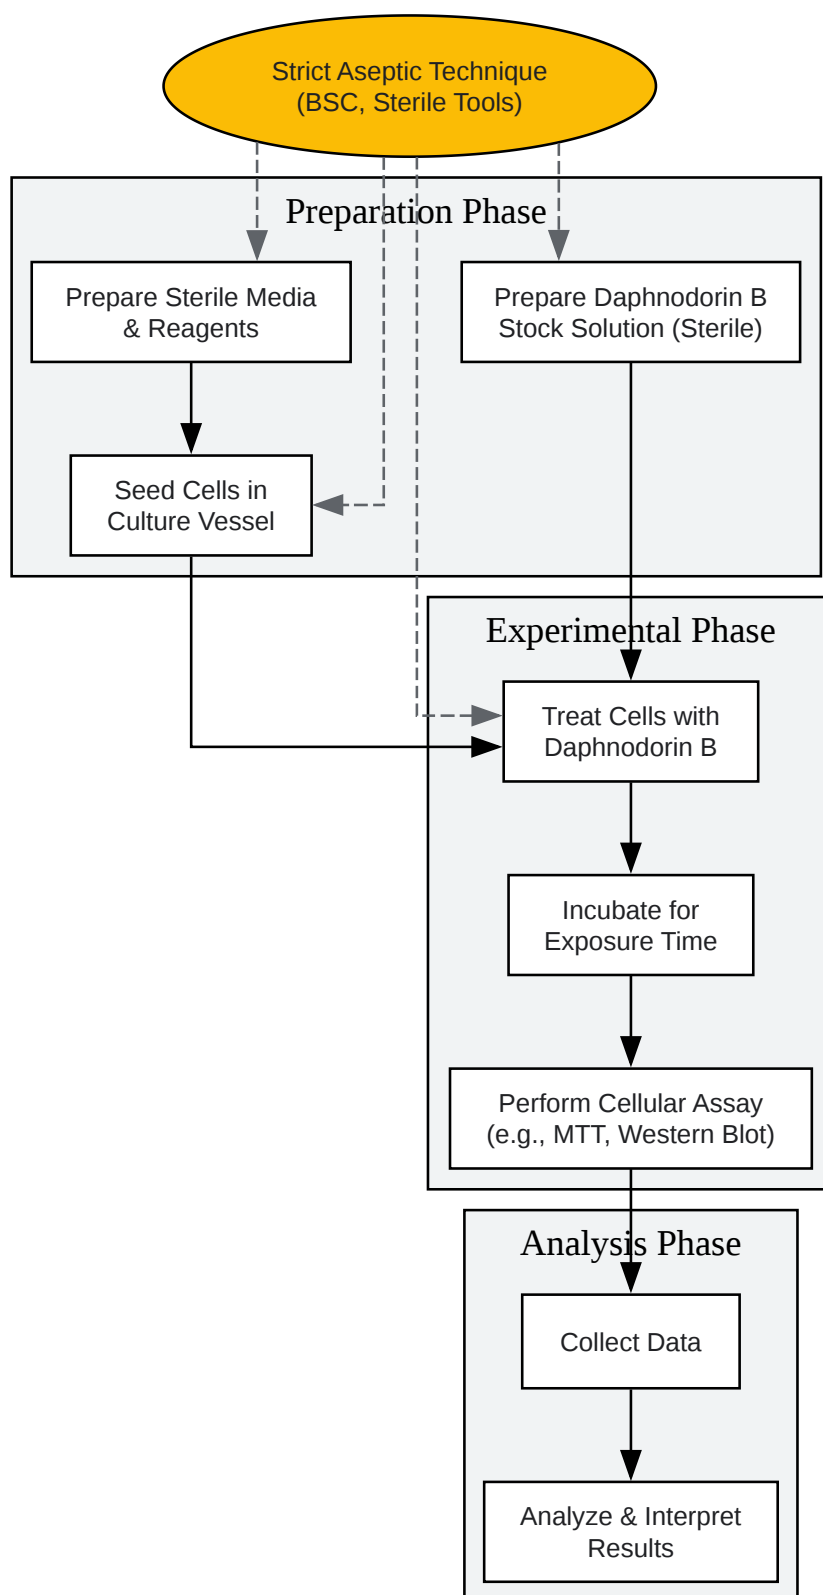 Strict Aseptic Technique
(BSC, Sterile Tools)
Preparation Phase
Prepare Sterile Media
& Reagents
Prepare Daphnodorin B
Stock Solution (Sterile)
Seed Cells in
Culture Vessel
Experimental Phase
Treat Cells with
Daphnodorin B
Incubate for
Exposure Time
Perform Cellular Assay
(e.g., MTT, Western Blot)
Analysis Phase
Collect Data
Analyze & Interpret
Results